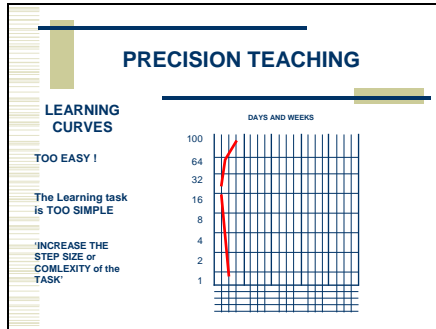 PRECISION TEACHING
LEARNING
CURVES
TOO EASY !
The Learning task
is TOO SIMPLE
‘INCREASE THE
STEP SIZE or
COMLEXITY of the
TASK’
DAYS AND WEEKS
100
64
32
16
8
4
2
1